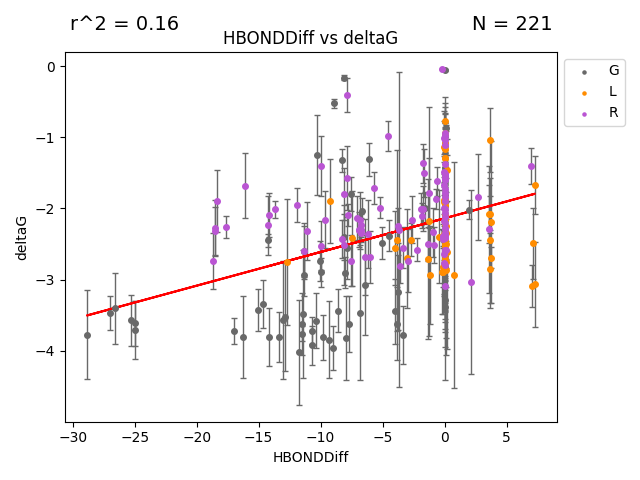 r^2 = 0.16
N = 221
HBONDDiff vs deltaG
G
L
R
deltaG
0
−1
−2
−3
−4
−30
−25
−20
−15
−10
−5
0
5
HBONDDiff